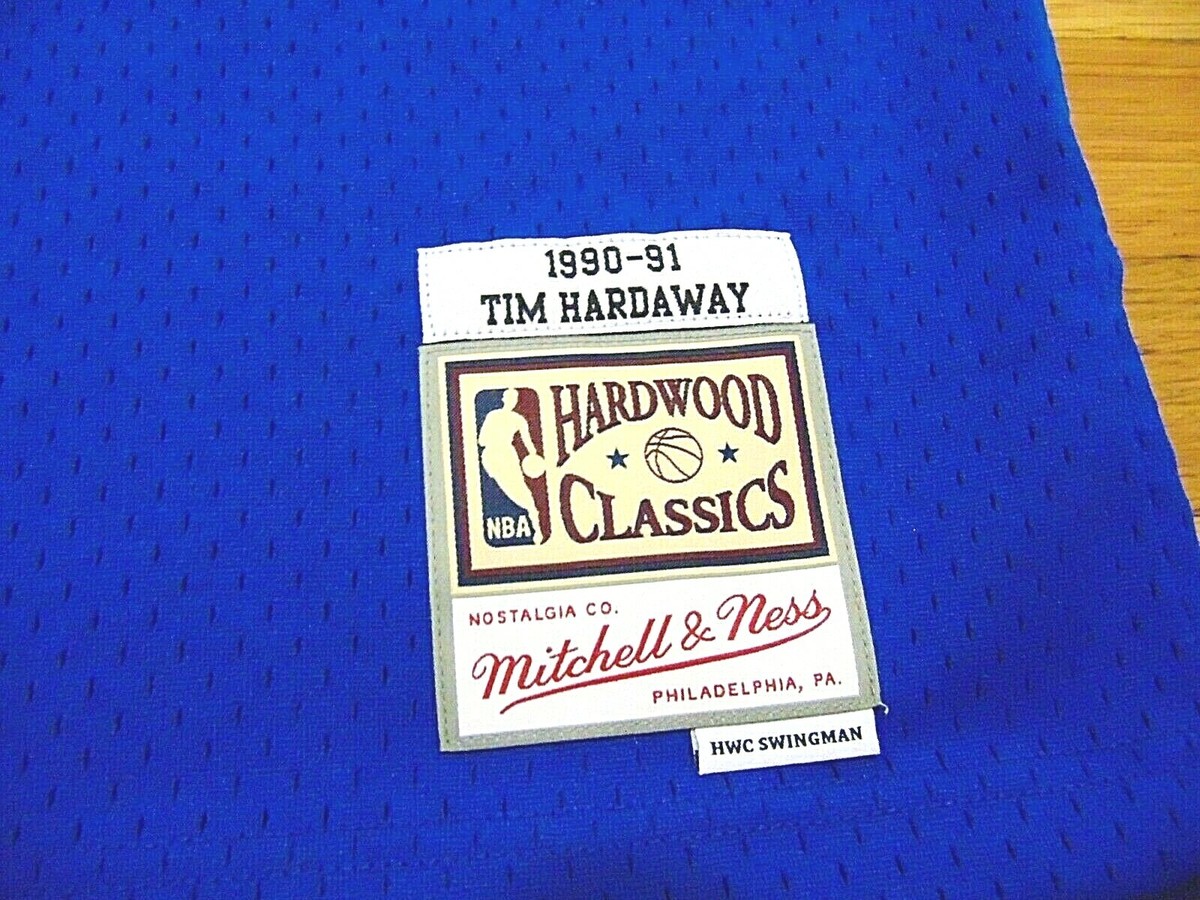 1990-91
TIM HARDAWAY
HARDWOOD
CLASSICS
NBA
NOSTALGIA CO.
Mitchell & Ness
PHILADELPHIA, PA.
HWC SWINGMAN